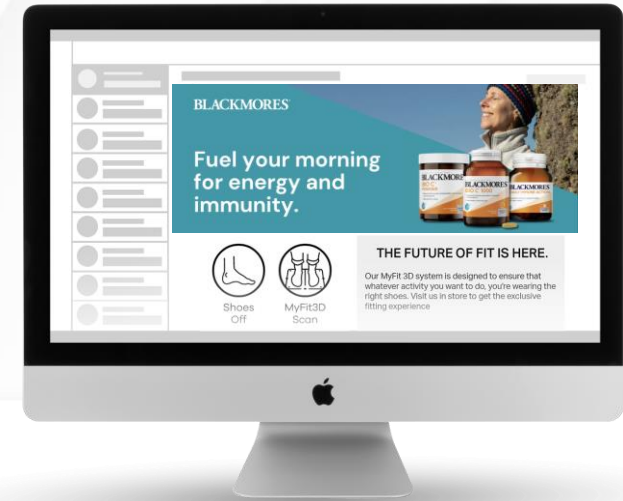 BLACKMORES
Fuel your morning
for energy and
immunity.
BLACKMORES
BLACKMORES
BLACKMORES
THE FUTURE OF FIT IS HERE.
Our MyFit 3D system is designed to ensure that
whatever activity you want to do, you're wearing the
right shoes. Visit us in store to get the exclusive
fitting experience
Shoes
Off
MyFit3D
Scan